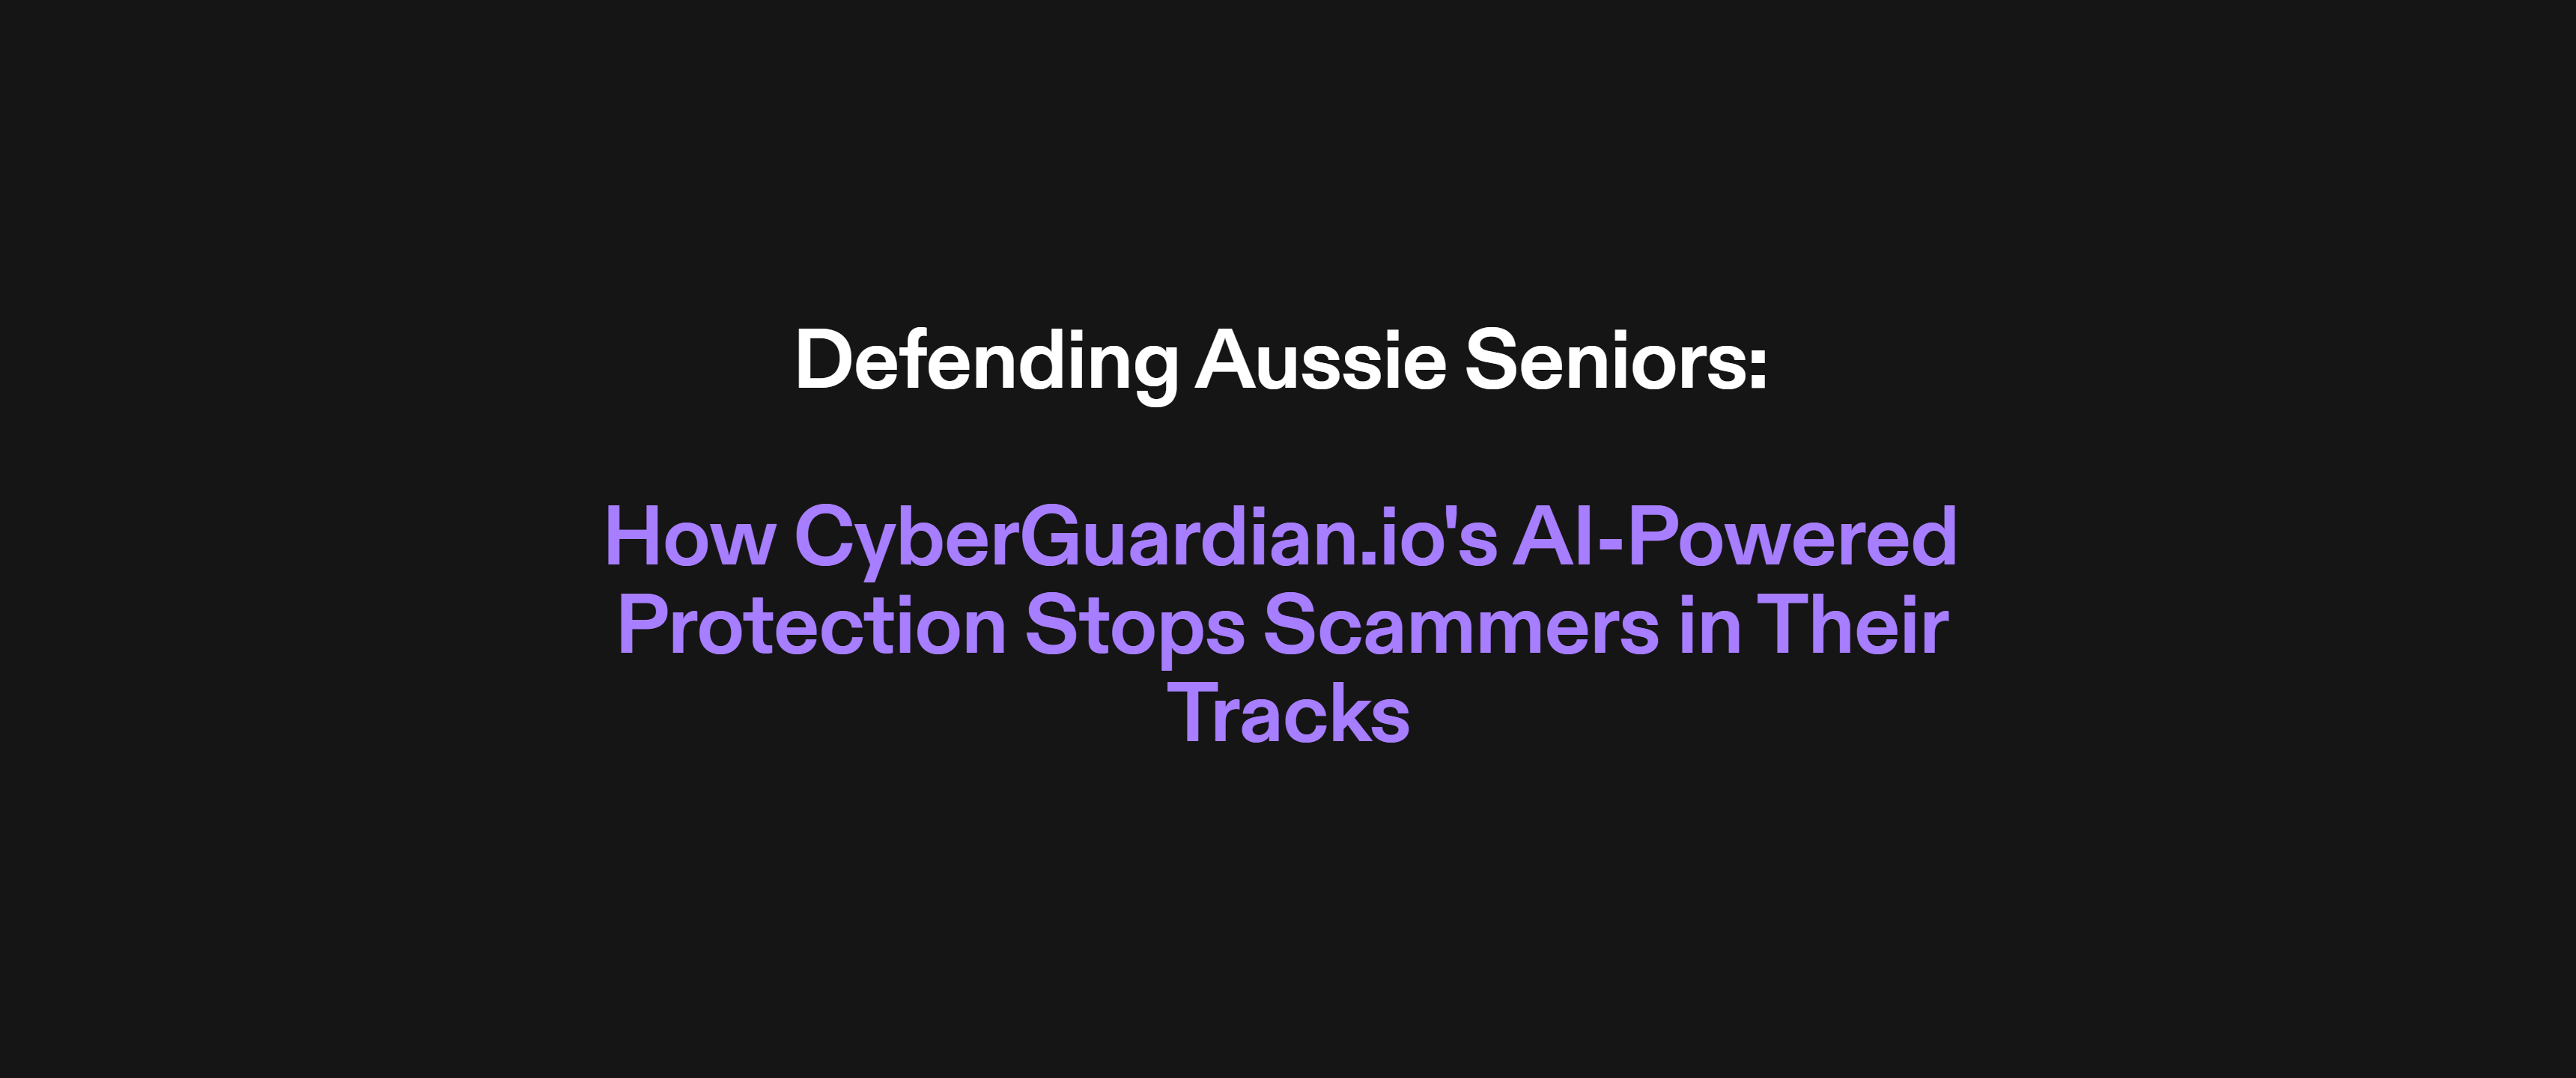 Defending Aussie Seniors:
How CyberGuardian.io's AI-Powered
Protection Stops Scammers in Their
Tracks